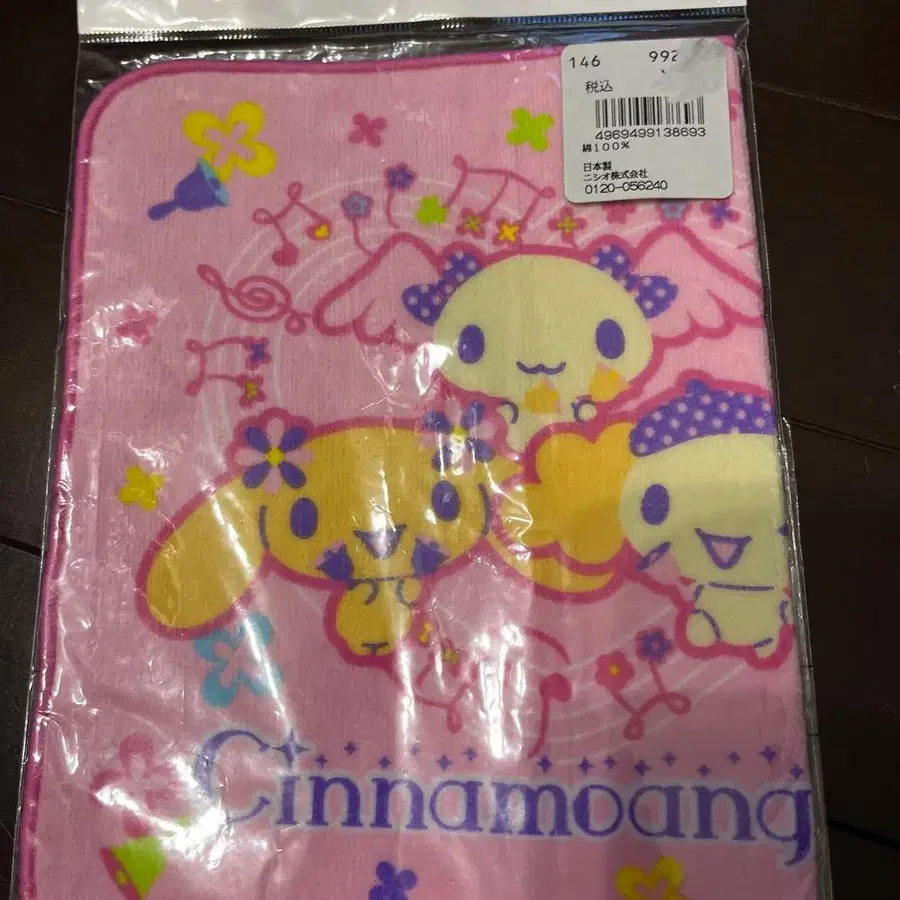 146 992
税込
4969499138693
綿100%
日本製
ニシオ株式会社
0120-056240
Cinnamoang